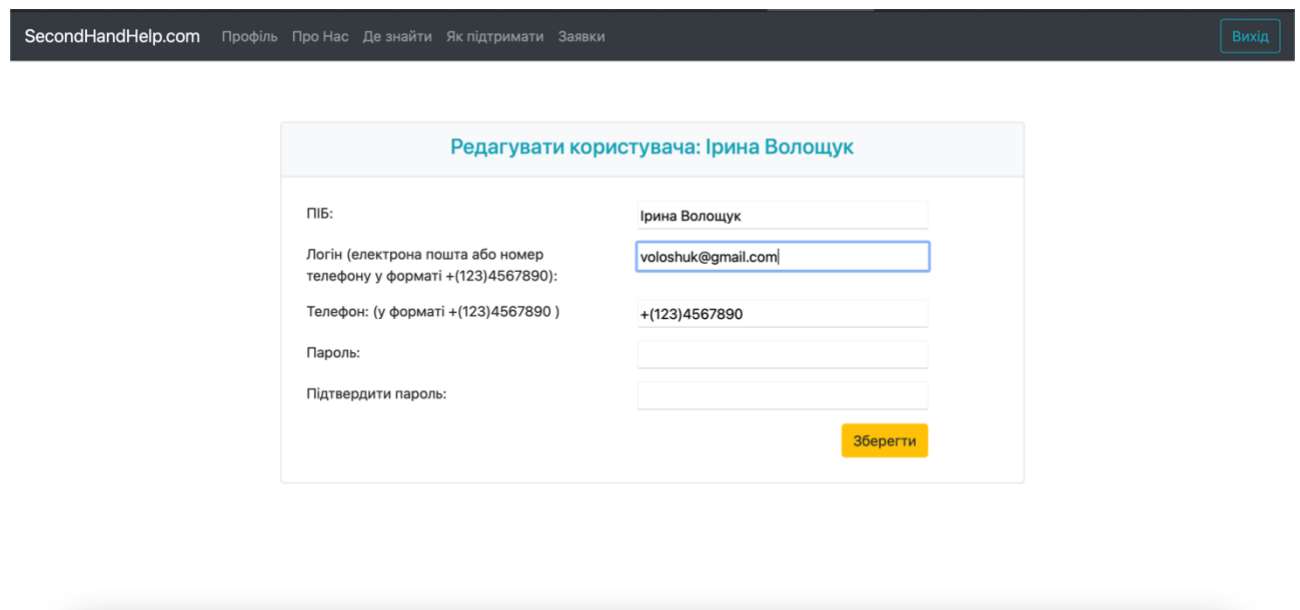 SecondHandHelp.com Профіль Про Нас Де знайти Як підтримати Заявки Вихід
Редагувати користувача: Ірина Волощук
ПІБ: Ірина Волощук
Логін (електрона пошта або номер телефону у форматі +(123)4567890): voloshuk@gmail.com
Телефон: (у форматі +(123)4567890 ) +(123)4567890
Пароль:
Підтвердити пароль:
Зберегти